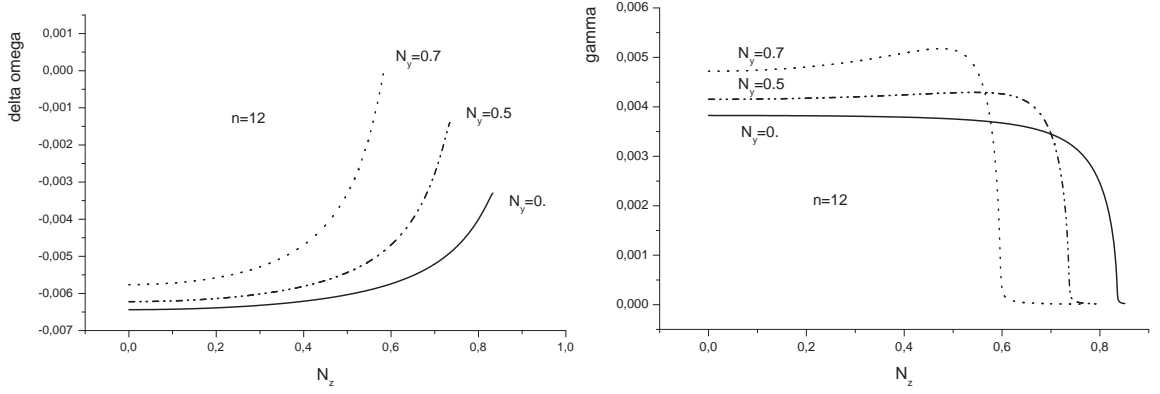 delta omega
0,001
0,000
-0,001
-0,002
-0,003
-0,004
-0,005
-0,006
-0,007
N_y=0.7
N_y=0.5
N_y=0.
n=12
0,0 0,2 0,4 0,6 0,8 1,0
N_z
gamma
0,006
0,005
0,004
0,003
0,002
0,001
0,000
N_y=0.7
N_y=0.5
N_y=0.
n=12
0,0 0,2 0,4 0,6 0,8
N_z